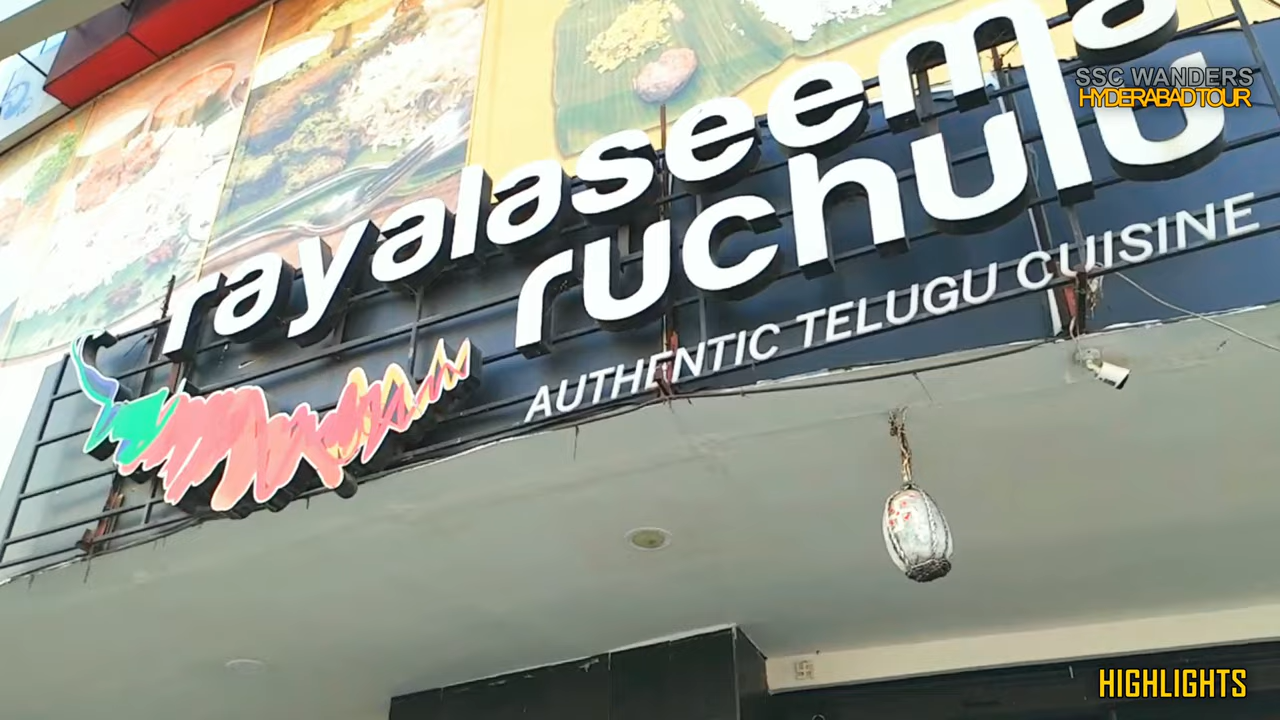 SSC WANDERS
HYDERABAD TOUR
rayalaseema
ruchulu
AUTHENTIC TELUGU CUISINE
HIGHLIGHTS